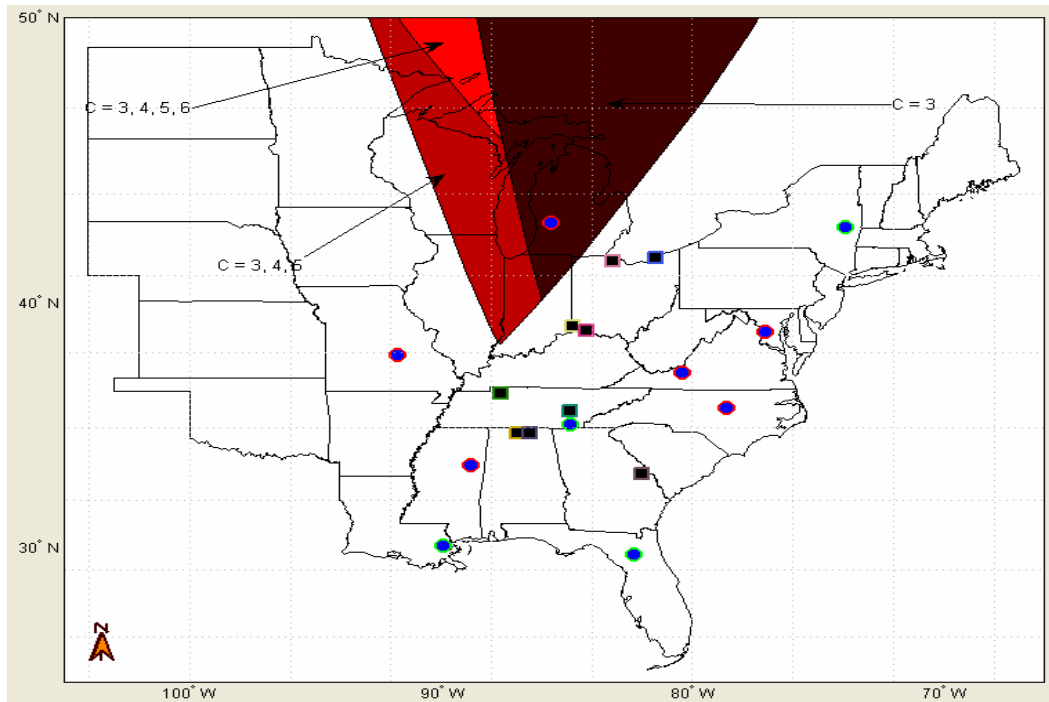 50° N
C = 3, 4, 5, 6
C = 3
C = 3, 4, 5
40° N
30° N
N
100° W
90° W
80° W
70° W